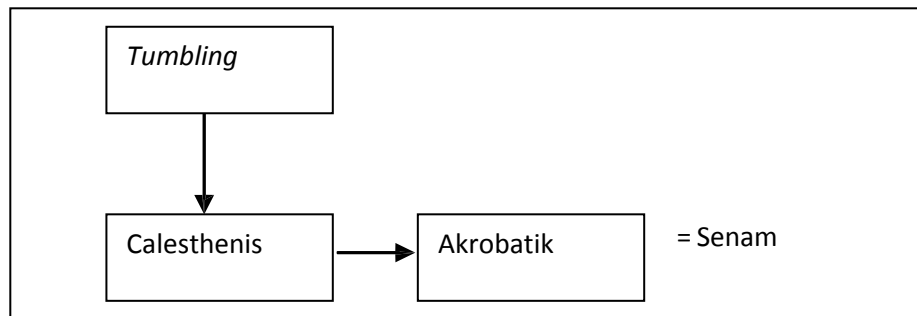 Tumbling
Calesthenis
Akrobatik
= Senam